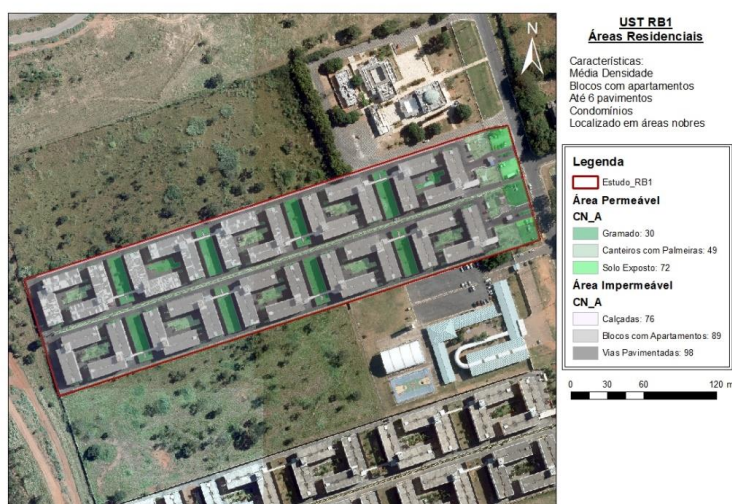 UST RB1
Áreas Residenciais
Características:
Média Densidade
Blocos com apartamentos
Até 6 pavimentos
Condomínios
Localizado em áreas nobres
N
Legenda
Estudo_RB1
Área Permeável
CN_A
Gramado: 30
Canteiros com Palmeiras: 49
Solo Exposto: 72
Área Impermeável
CN_A
Calçadas: 76
Blocos com Apartamentos: 89
Vias Pavimentadas: 98
0 30 60 120 m